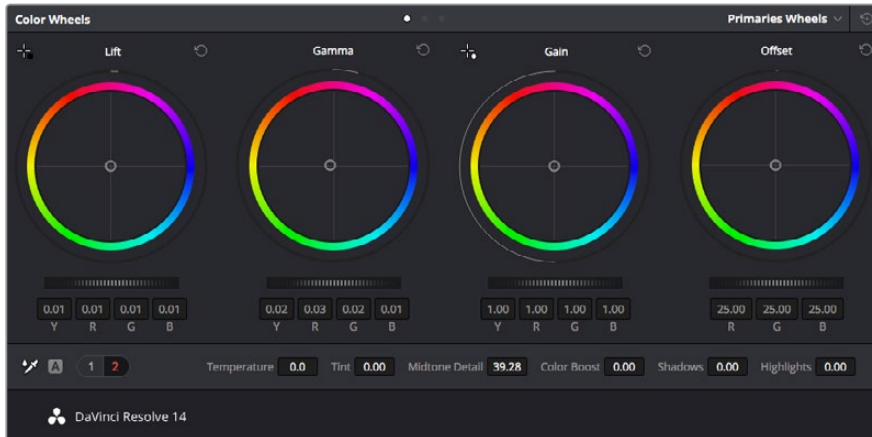 Color Wheels Primaries Wheels
Lift Gamma Gain Offset
0.01 0.01 0.01 0.01 0.02 0.03 0.02 0.01 1.00 1.00 1.00 1.00 25.00 25.00 25.00
Y R G B Y R G B Y R G B R G B
A 1 2 Temperature 0.0 Tint 0.00 Midtone Detail 39.28 Color Boost 0.00 Shadows 0.00 Highlights 0.00
DaVinci Resolve 14